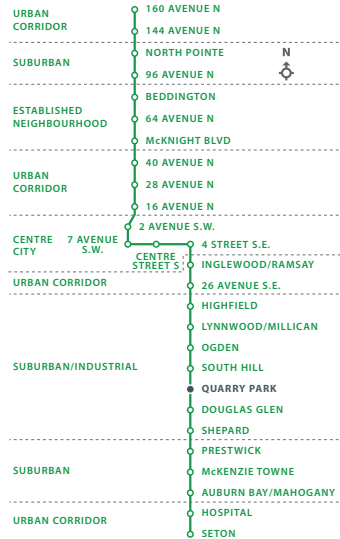 URBAN
CORRIDOR
160 AVENUE N
144 AVENUE N
SUBURBAN
NORTH POINTE
96 AVENUE N
N
ESTABLISHED
NEIGHBOURHOOD
BEDDINGTON
64 AVENUE N
McKNIGHT BLVD
URBAN
CORRIDOR
40 AVENUE N
28 AVENUE N
16 AVENUE N
CENTRE
CITY
2 AVENUE S.W.
7 AVENUE
S.W.
CENTRE
STREET S
4 STREET S.E.
URBAN CORRIDOR
INGLEWOOD/RAMSAY
26 AVENUE S.E.
SUBURBAN/INDUSTRIAL
HIGHFIELD
LYNNWOOD/MILLICAN
OGDEN
SOUTH HILL
QUARRY PARK
DOUGLAS GLEN
SHEPARD
SUBURBAN
PRESTWICK
McKENZIE TOWNE
AUBURN BAY/MAHOGANY
URBAN CORRIDOR
HOSPITAL
SETON